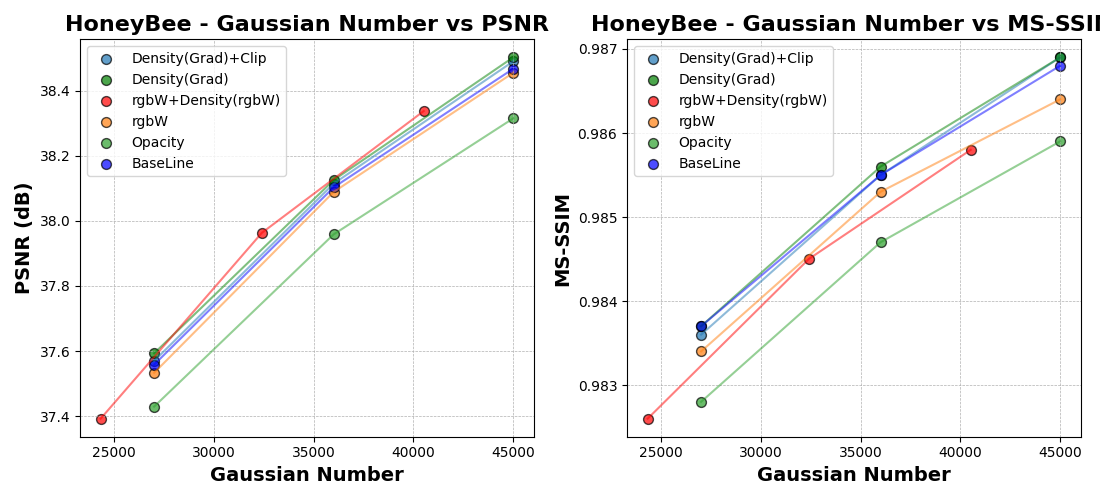 HoneyBee - Gaussian Number vs PSNR
Density(Grad)+Clip
Density(Grad)
rgbW+Density(rgbW)
rgbW
Opacity
BaseLine
PSNR (dB)
38.4
38.2
38.0
37.8
37.6
37.4
25000 30000 35000 40000 45000
Gaussian Number
HoneyBee - Gaussian Number vs MS-SSI
Density(Grad)+Clip
Density(Grad)
rgbW+Density(rgbW)
rgbW
Opacity
BaseLine
MS-SSIM
0.987
0.986
0.985
0.984
0.983
25000 30000 35000 40000 45000
Gaussian Number